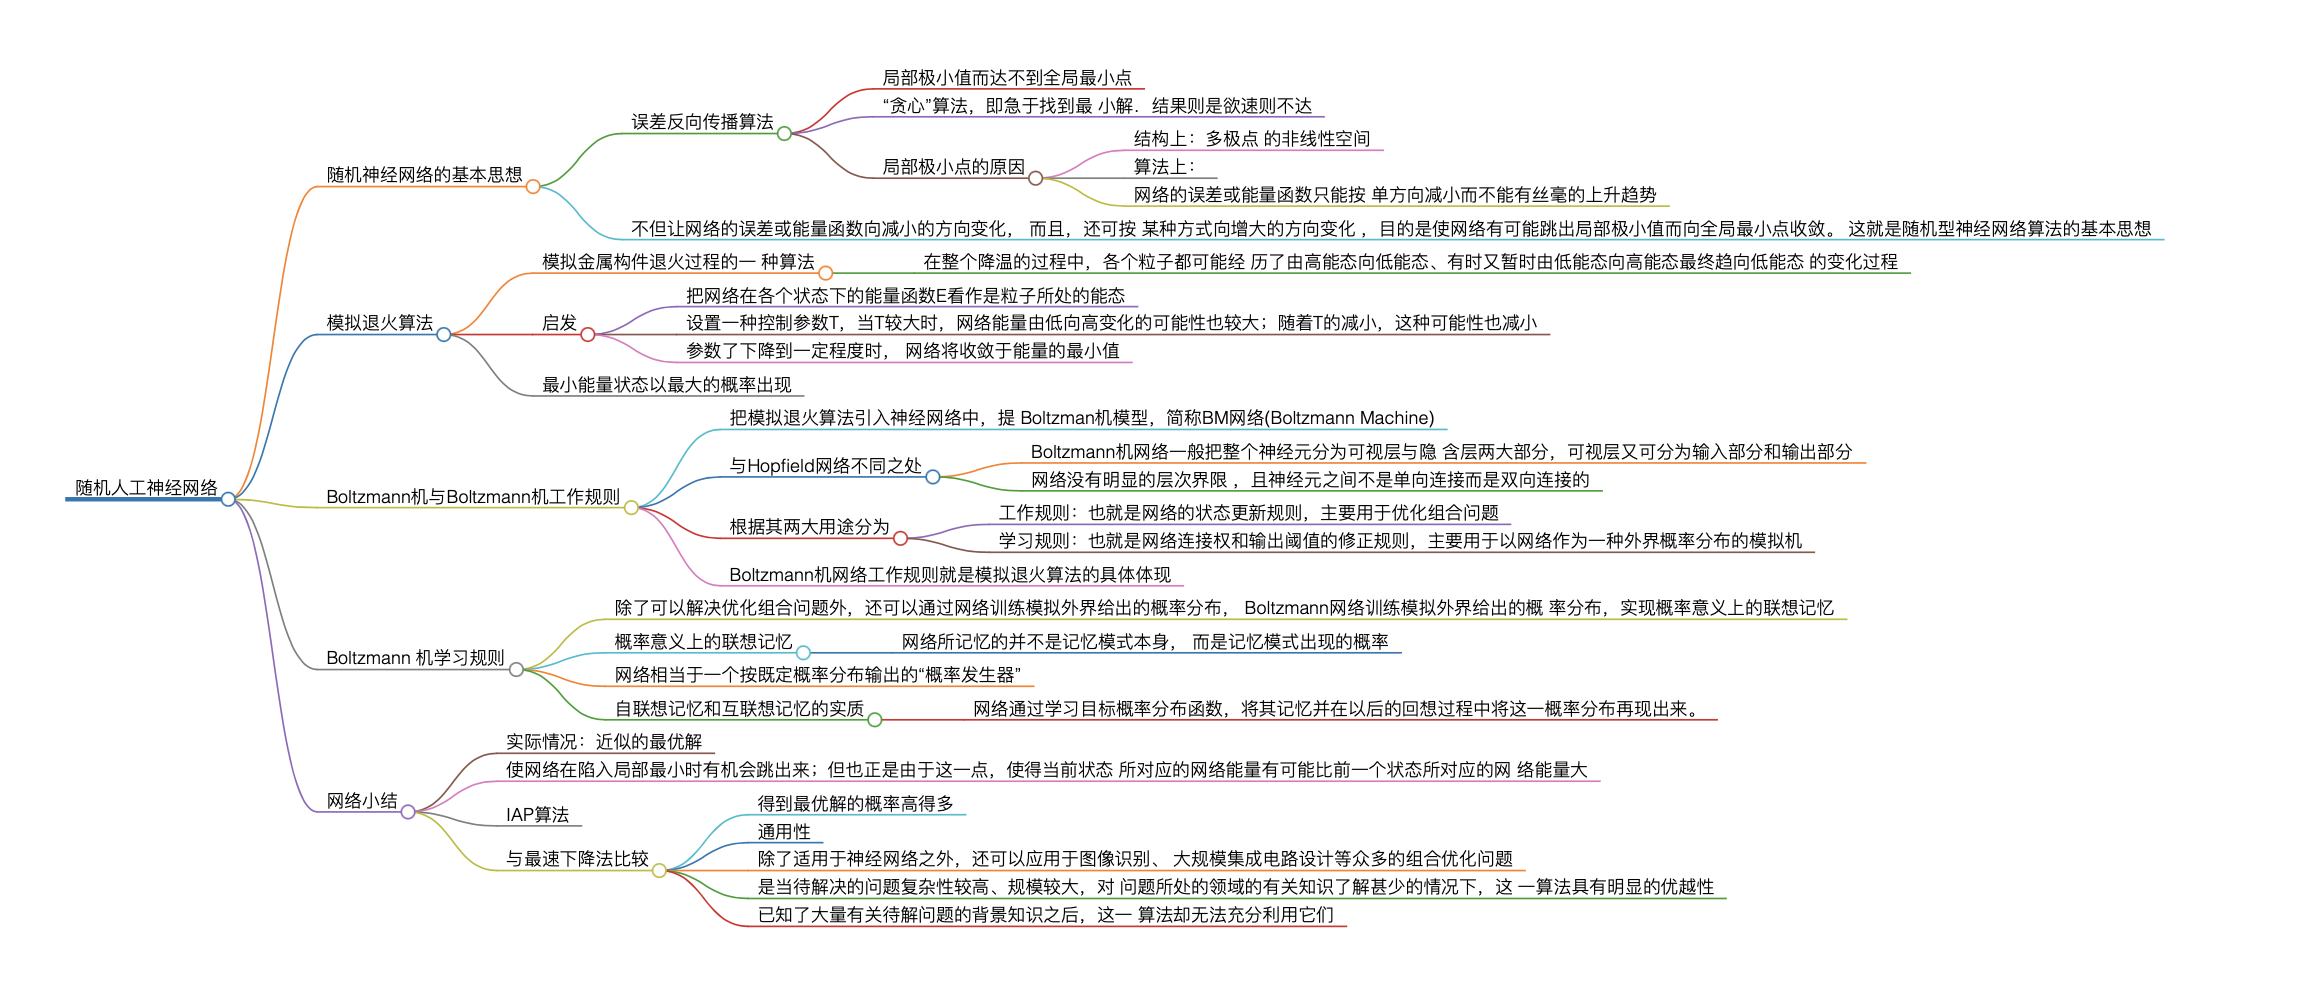 随机人工神经网络
随机神经网络的基本思想
误差反向传播算法
局部极小值而达不到全局最小点
“贪心”算法，即急于找到最 小解．结果则是欲速则不达
局部极小点的原因
结构上：多极点 的非线性空间
算法上：
网络的误差或能量函数只能按 单方向减小而不能有丝毫的上升趋势
不但让网络的误差或能量函数向减小的方向变化， 而且，还可按 某种方式向增大的方向变化 ，目的是使网络有可能跳出局部极小值而向全局最小点收敛。 这就是随机型神经网络算法的基本思想
模拟退火算法
模拟金属构件退火过程的一 种算法
在整个降温的过程中，各个粒子都可能经 历了由高能态向低能态、有时又暂时由低能态向高能态最终趋向低能态 的变化过程
启发
把网络在各个状态下的能量函数E看作是粒子所处的能态
设置一种控制参数T，当T较大时，网络能量由低向高变化的可能性也较大；随着T的减小，这种可能性也减小
参数了下降到一定程度时， 网络将收敛于能量的最小值
最小能量状态以最大的概率出现
Boltzmann机与Boltzmann机工作规则
把模拟退火算法引入神经网络中，提 Boltzman机模型，简称BM网络(Boltzmann Machine)
与Hopfield网络不同之处
Boltzmann机网络一般把整个神经元分为可视层与隐 含层两大部分，可视层又可分为输入部分和输出部分
网络没有明显的层次界限 ，且神经元之间不是单向连接而是双向连接的
根据其两大用途分为
工作规则：也就是网络的状态更新规则，主要用于优化组合问题
学习规则：也就是网络连接权和输出阈值的修正规则，主要用于以网络作为一种外界概率分布的模拟机
Boltzmann机网络工作规则就是模拟退火算法的具体体现
Boltzmann 机学习规则
除了可以解决优化组合问题外，还可以通过网络训练模拟外界给出的概率分布， Boltzmann网络训练模拟外界给出的概 率分布，实现概率意义上的联想记忆
概率意义上的联想记忆
网络所记忆的并不是记忆模式本身， 而是记忆模式出现的概率
网络相当于一个按既定概率分布输出的“概率发生器”
自联想记忆和互联想记忆的实质
网络通过学习目标概率分布函数，将其记忆并在以后的回想过程中将这一概率分布再现出来。
网络小结
实际情况：近似的最优解
使网络在陷入局部最小时有机会跳出来；但也正是由于这一点，使得当前状态 所对应的网络能量有可能比前一个状态所对应的网 络能量大
IAP算法
与最速下降法比较
得到最优解的概率高得多
通用性
除了适用于神经网络之外，还可以应用于图像识别、 大规模集成电路设计等众多的组合优化问题
是当待解决的问题复杂性较高、规模较大，对 问题所处的领域的有关知识了解甚少的情况下，这 一算法具有明显的优越性
已知了大量有关待解问题的背景知识之后，这一 算法却无法充分利用它们